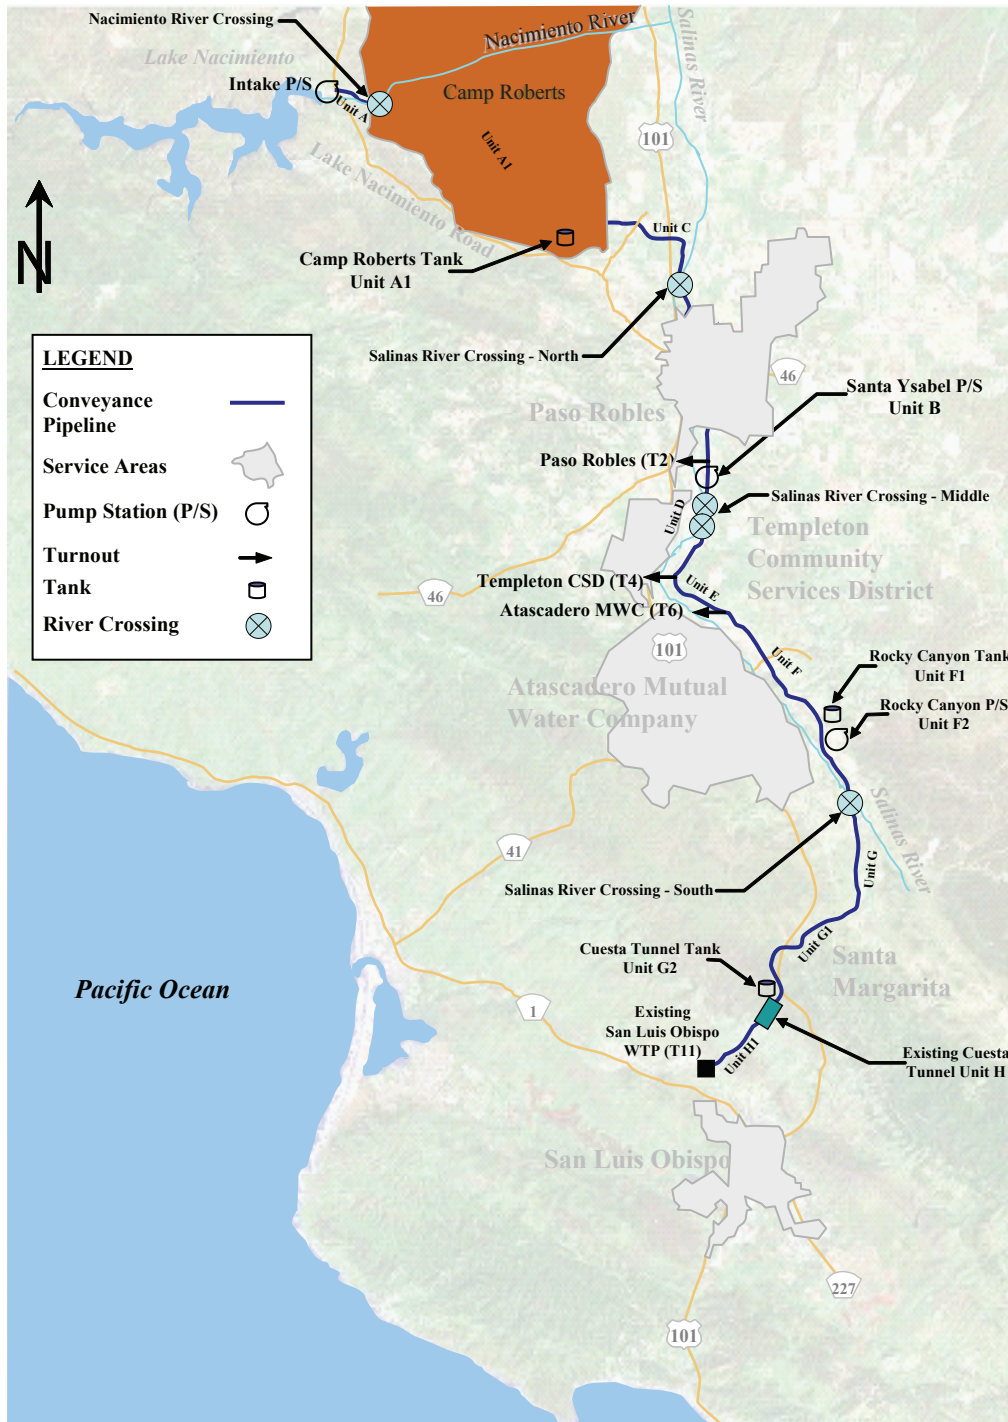 Nacimiento River Crossing
Nacimiento River
Salinas River
Lake Nacimiento
Intake P/S
Unit A
Camp Roberts
Unit A1
101
Lake Nacimiento Road
N
Unit C
Camp Roberts Tank
Unit A1
Salinas River Crossing - North
LEGEND
Conveyance
Pipeline
Service Areas
Pump Station (P/S)
Turnout
Tank
River Crossing
46
Santa Ysabel P/S
Unit B
Paso Robles
Paso Robles (T2)
Salinas River Crossing - Middle
Unit D
Templeton
Community
Services District
Templeton CSD (T4)
Unit E
46
Atascadero MWC (T6)
101
Unit F
Rocky Canyon Tank
Unit F1
Atascadero Mutual
Water Company
Rocky Canyon P/S
Unit F2
Salinas River
41
Unit G
Salinas River Crossing - South
Unit G1
Cuesta Tunnel Tank
Unit G2
Santa
Margarita
Pacific Ocean
1
Existing
San Luis Obispo
WTP (T11)
Unit H1
Existing Cuesta
Tunnel Unit H
San Luis Obispo
227
101